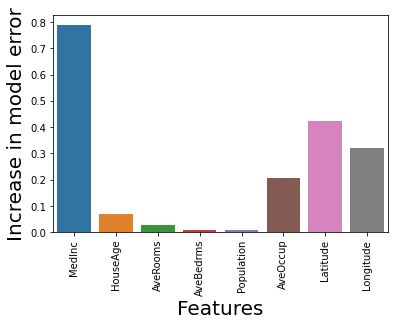 Increase in model error
0.8
0.7
0.6
0.5
0.4
0.3
0.2
0.1
0.0
MedInc
HouseAge
AveRooms
AveBedrms
Population
AveOccup
Latitude
Longitude
Features